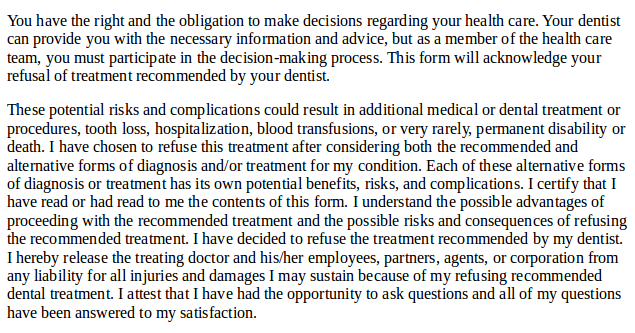 You have the right and the obligation to make decisions regarding your health care. Your dentist
can provide you with the necessary information and advice, but as a member of the health care
team, you must participate in the decision-making process. This form will acknowledge your
refusal of treatment recommended by your dentist.
These potential risks and complications could result in additional medical or dental treatment or
procedures, tooth loss, hospitalization, blood transfusions, or very rarely, permanent disability or
death. I have chosen to refuse this treatment after considering both the recommended and
alternative forms of diagnosis and/or treatment for my condition. Each of these alternative forms
of diagnosis or treatment has its own potential benefits, risks, and complications. I certify that I
have read or had read to me the contents of this form. I understand the possible advantages of
proceeding with the recommended treatment and the possible risks and consequences of refusing
the recommended treatment. I have decided to refuse the treatment recommended by my dentist.
I hereby release the treating doctor and his/her employees, partners, agents, or corporation from
any liability for all injuries and damages I may sustain because of my refusing recommended
dental treatment. I attest that I have had the opportunity to ask questions and all of my questions
have been answered to my satisfaction.